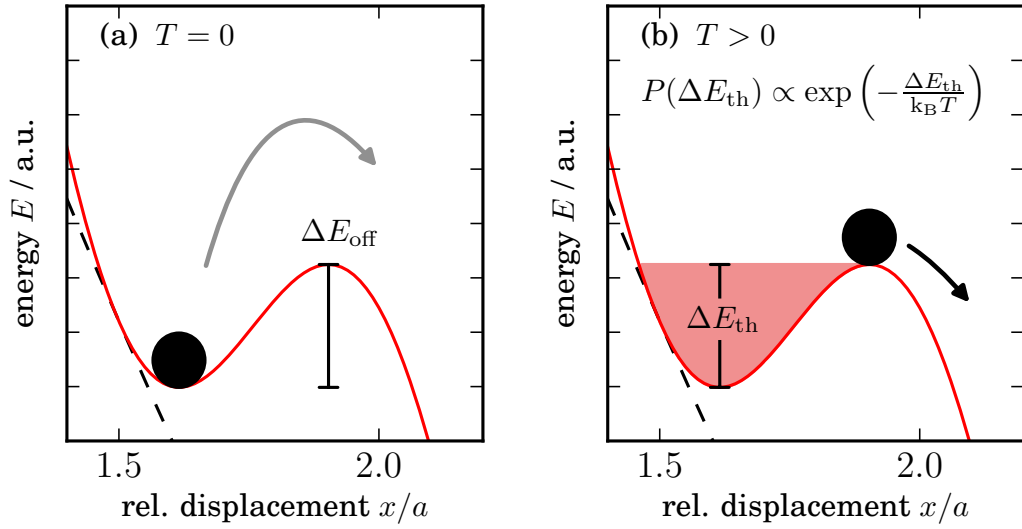 (a) T = 0
ΔE_off
energy E / a.u.
1.5 2.0
rel. displacement x/a
(b) T > 0
P(ΔE_th) ∝ exp(−ΔE_th/k_B T)
ΔE_th
energy E / a.u.
1.5 2.0
rel. displacement x/a